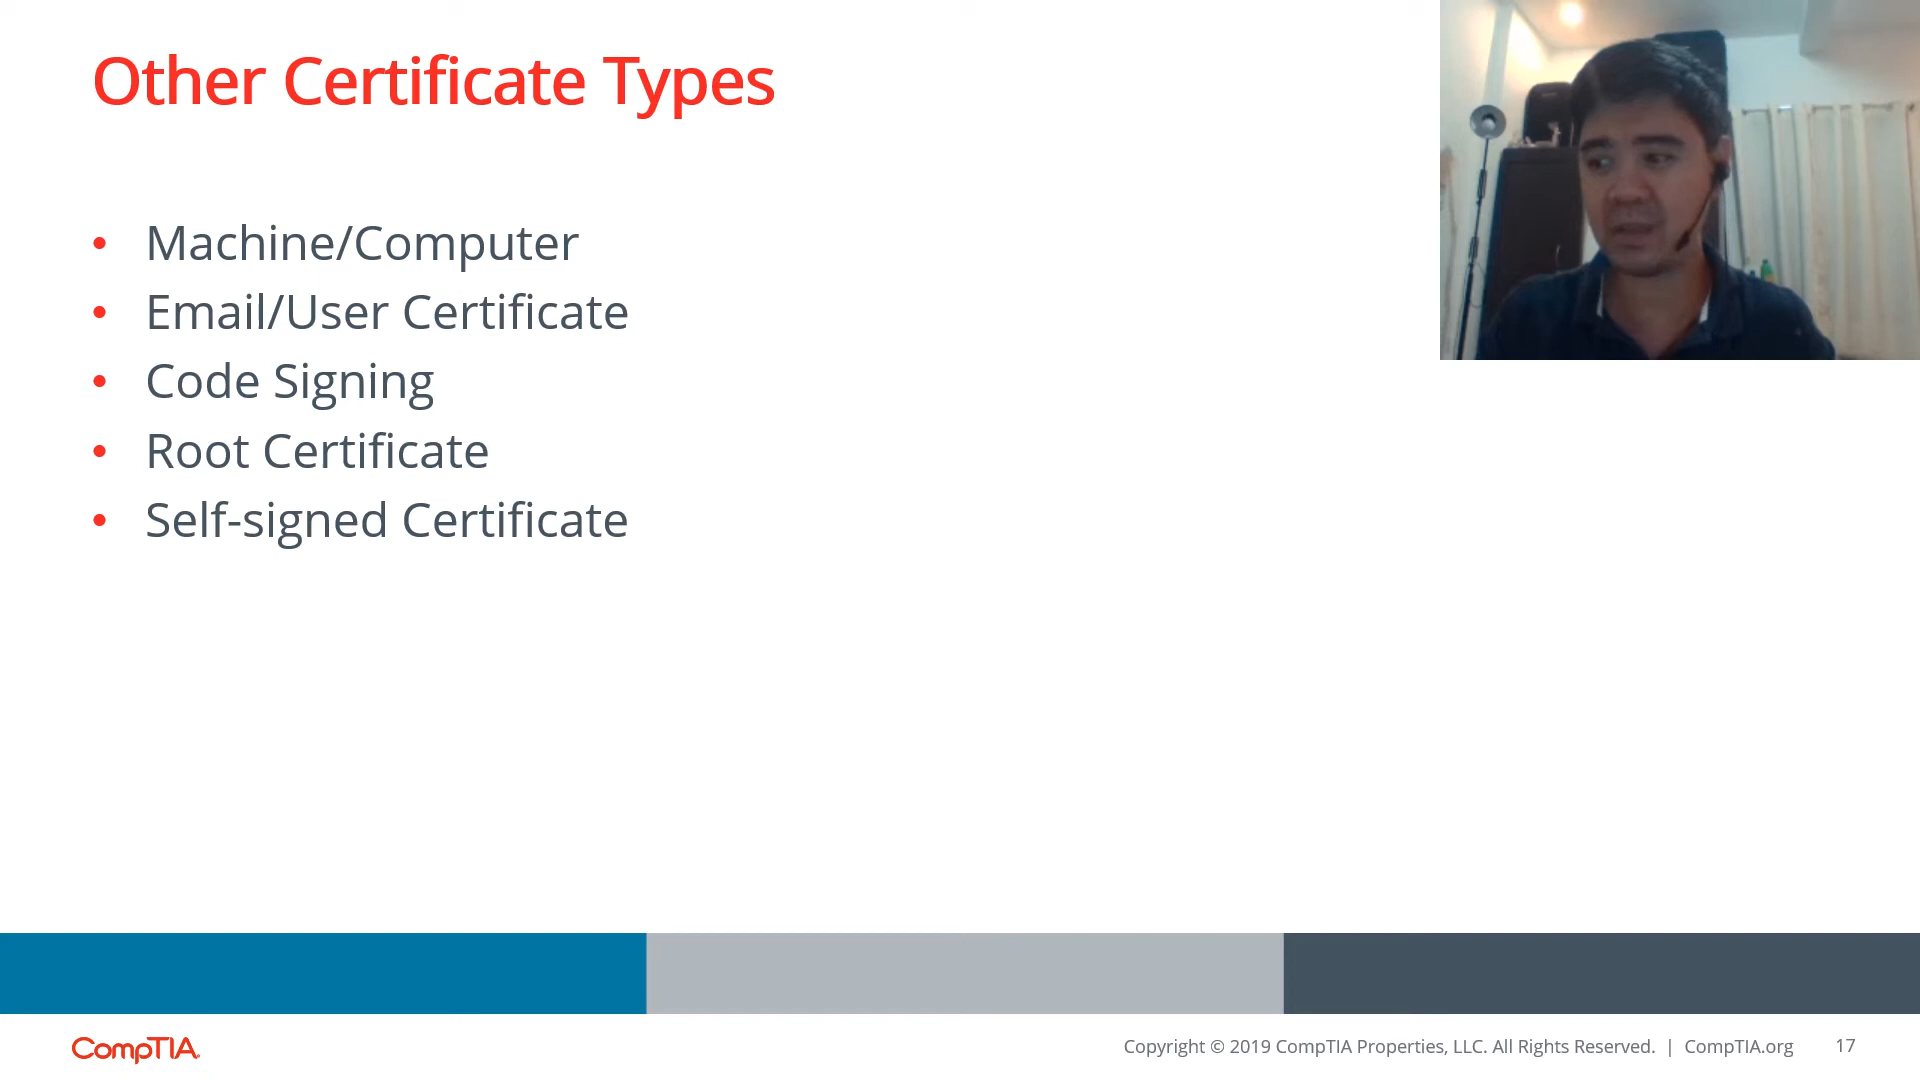 Other Certificate Types
• Machine/Computer
• Email/User Certificate
• Code Signing
• Root Certificate
• Self-signed Certificate
CompTIA.
Copyright © 2019 CompTIA Properties, LLC. All Rights Reserved. | CompTIA.org 17